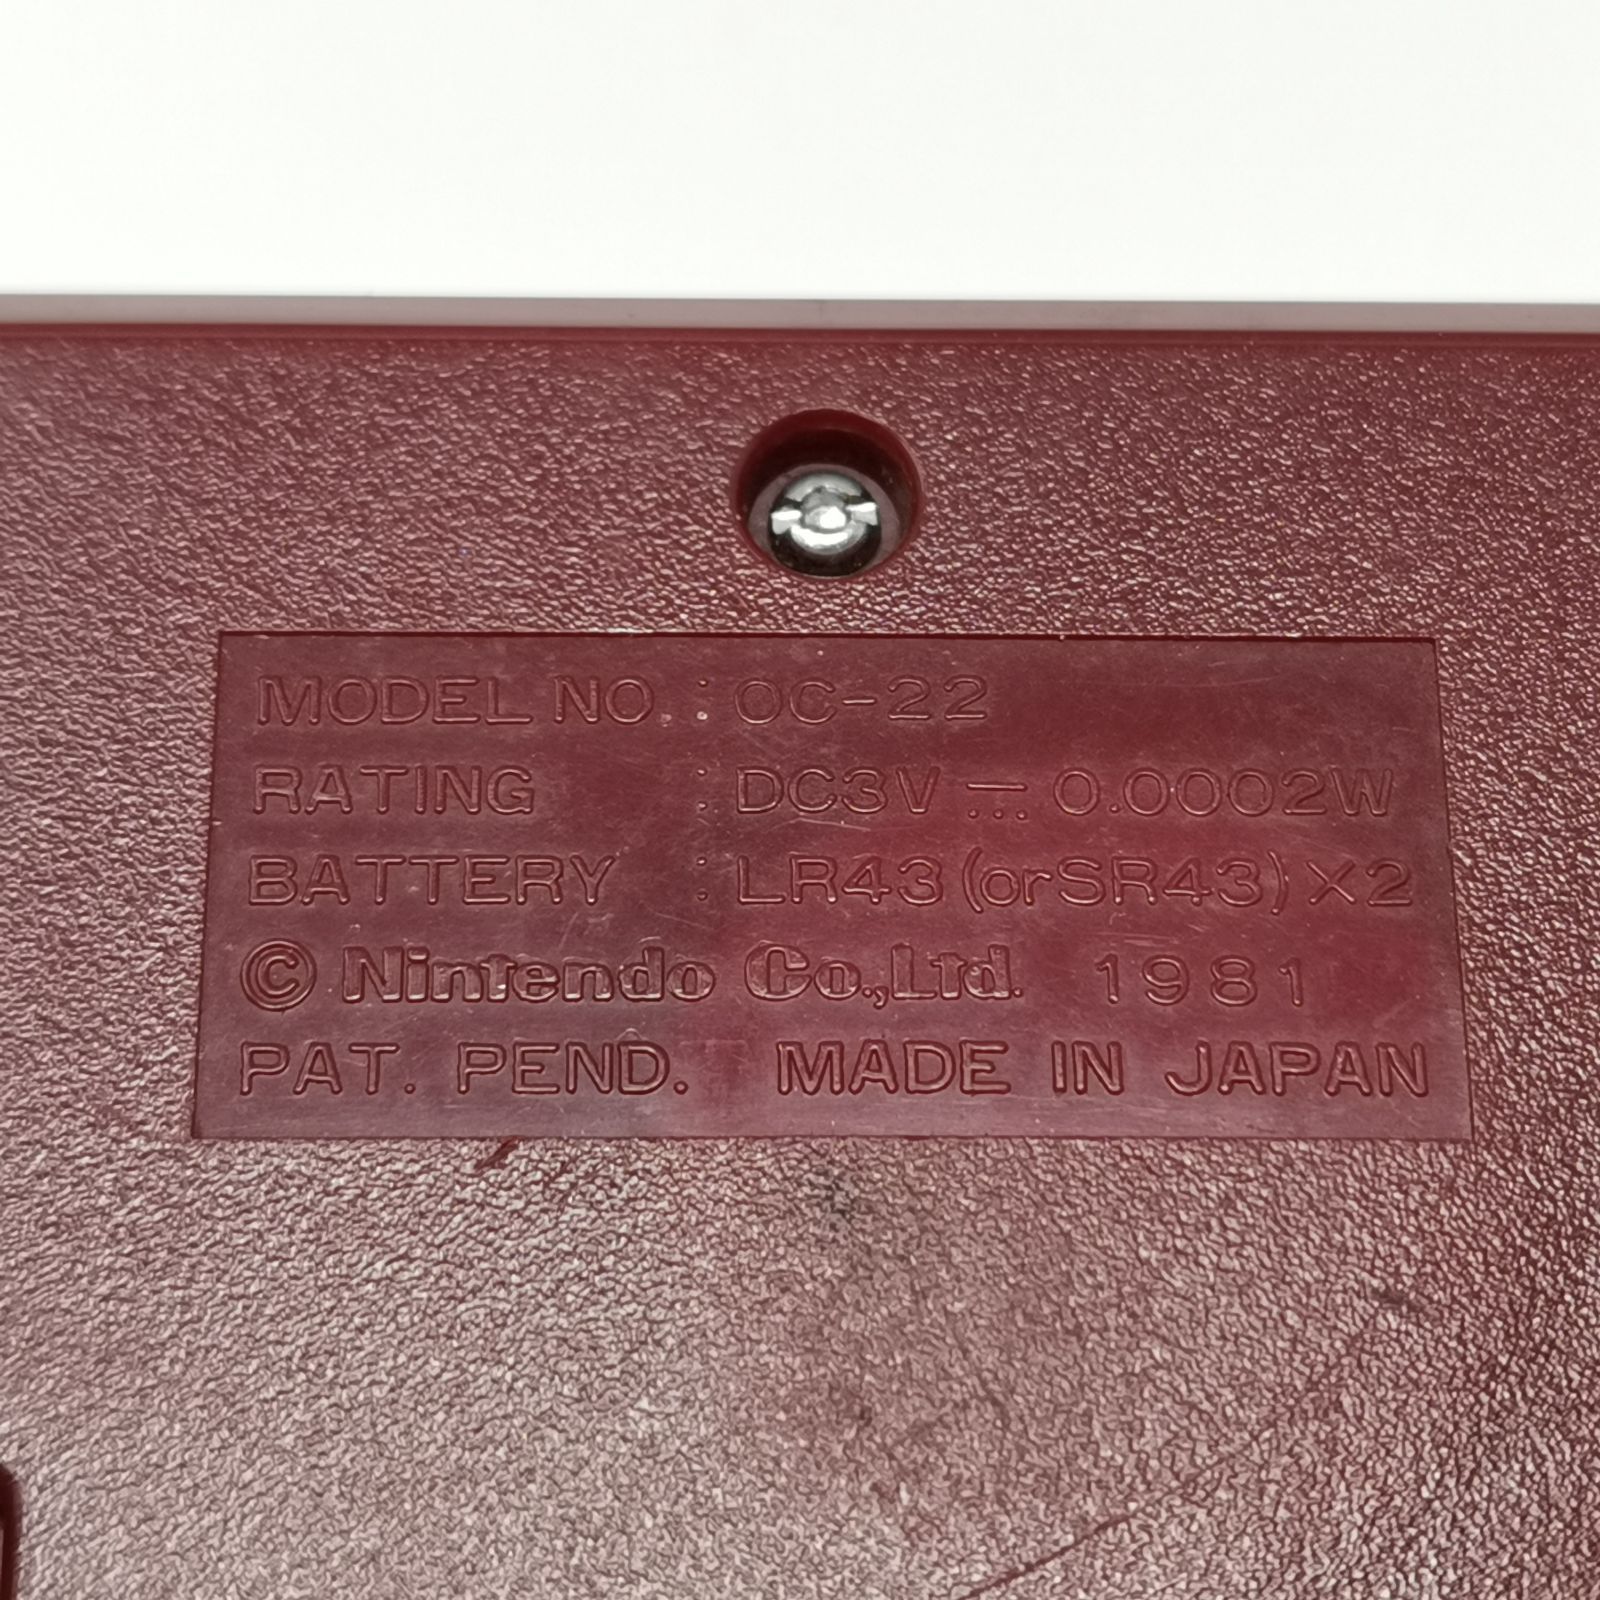 MODEL NO. : OC-22
RATING : DC3V ⎓ 0.0002W
BATTERY : LR43 (or SR43) X2
© Nintendo Co.,Ltd. 1981
PAT. PEND. MADE IN JAPAN